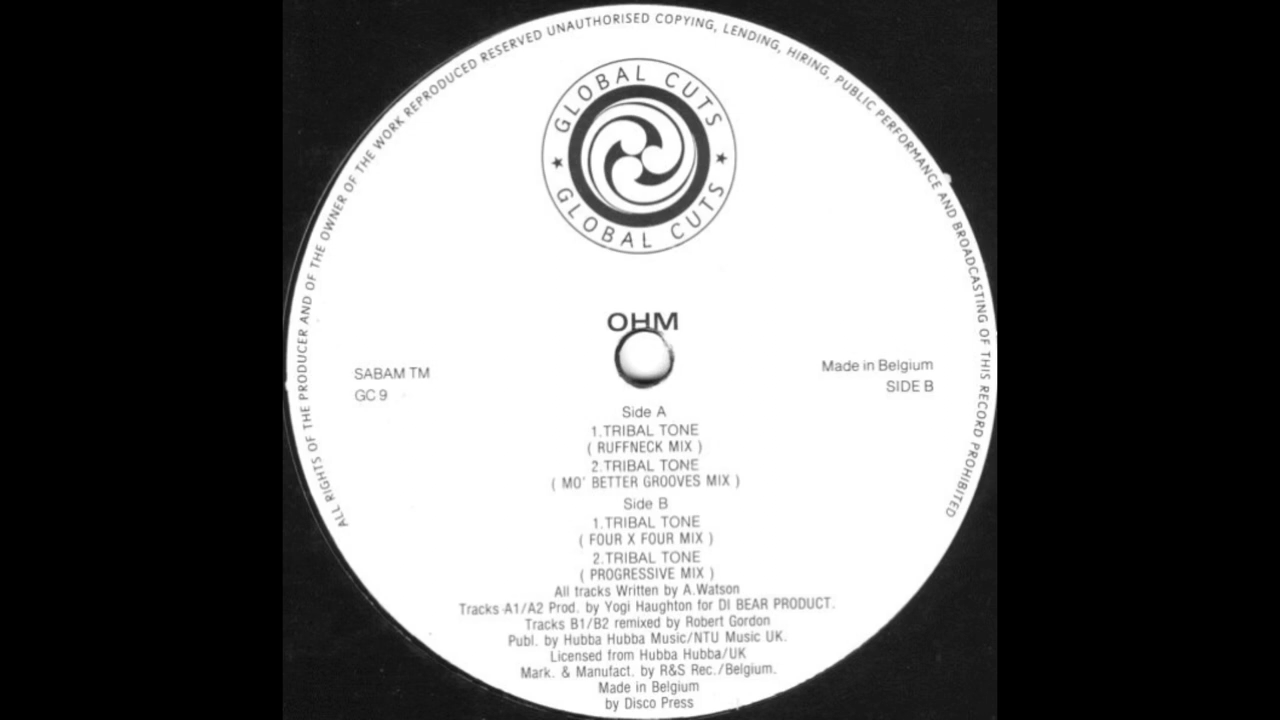 ALL RIGHTS OF THE PRODUCER AND OF THE OWNER OF THE WORK REPRODUCED RESERVED UNAUTHORISED COPYING, LENDING, HIRING, PUBLIC PERFORMANCE AND BROADCASTING OF THIS RECORD PROHIBITED
GLOBAL CUTS
GLOBAL CUTS
OHM
SABAM TM
GC 9
Made in Belgium
SIDE B
Side A
1.TRIBAL TONE
( RUFFNECK MIX )
2.TRIBAL TONE
( MO' BETTER GROOVES MIX )
Side B
1.TRIBAL TONE
( FOUR X FOUR MIX )
2.TRIBAL TONE
( PROGRESSIVE MIX )
All tracks Written by A.Watson
Tracks A1/A2 Prod. by Yogi Haughton for DI BEAR PRODUCT.
Tracks B1/B2 remixed by Robert Gordon
Publ. by Hubba Hubba Music/NTU Music UK.
Licensed from Hubba Hubba/UK
Mark. & Manufact. by R&S Rec./Belgium.
Made in Belgium
by Disco Press